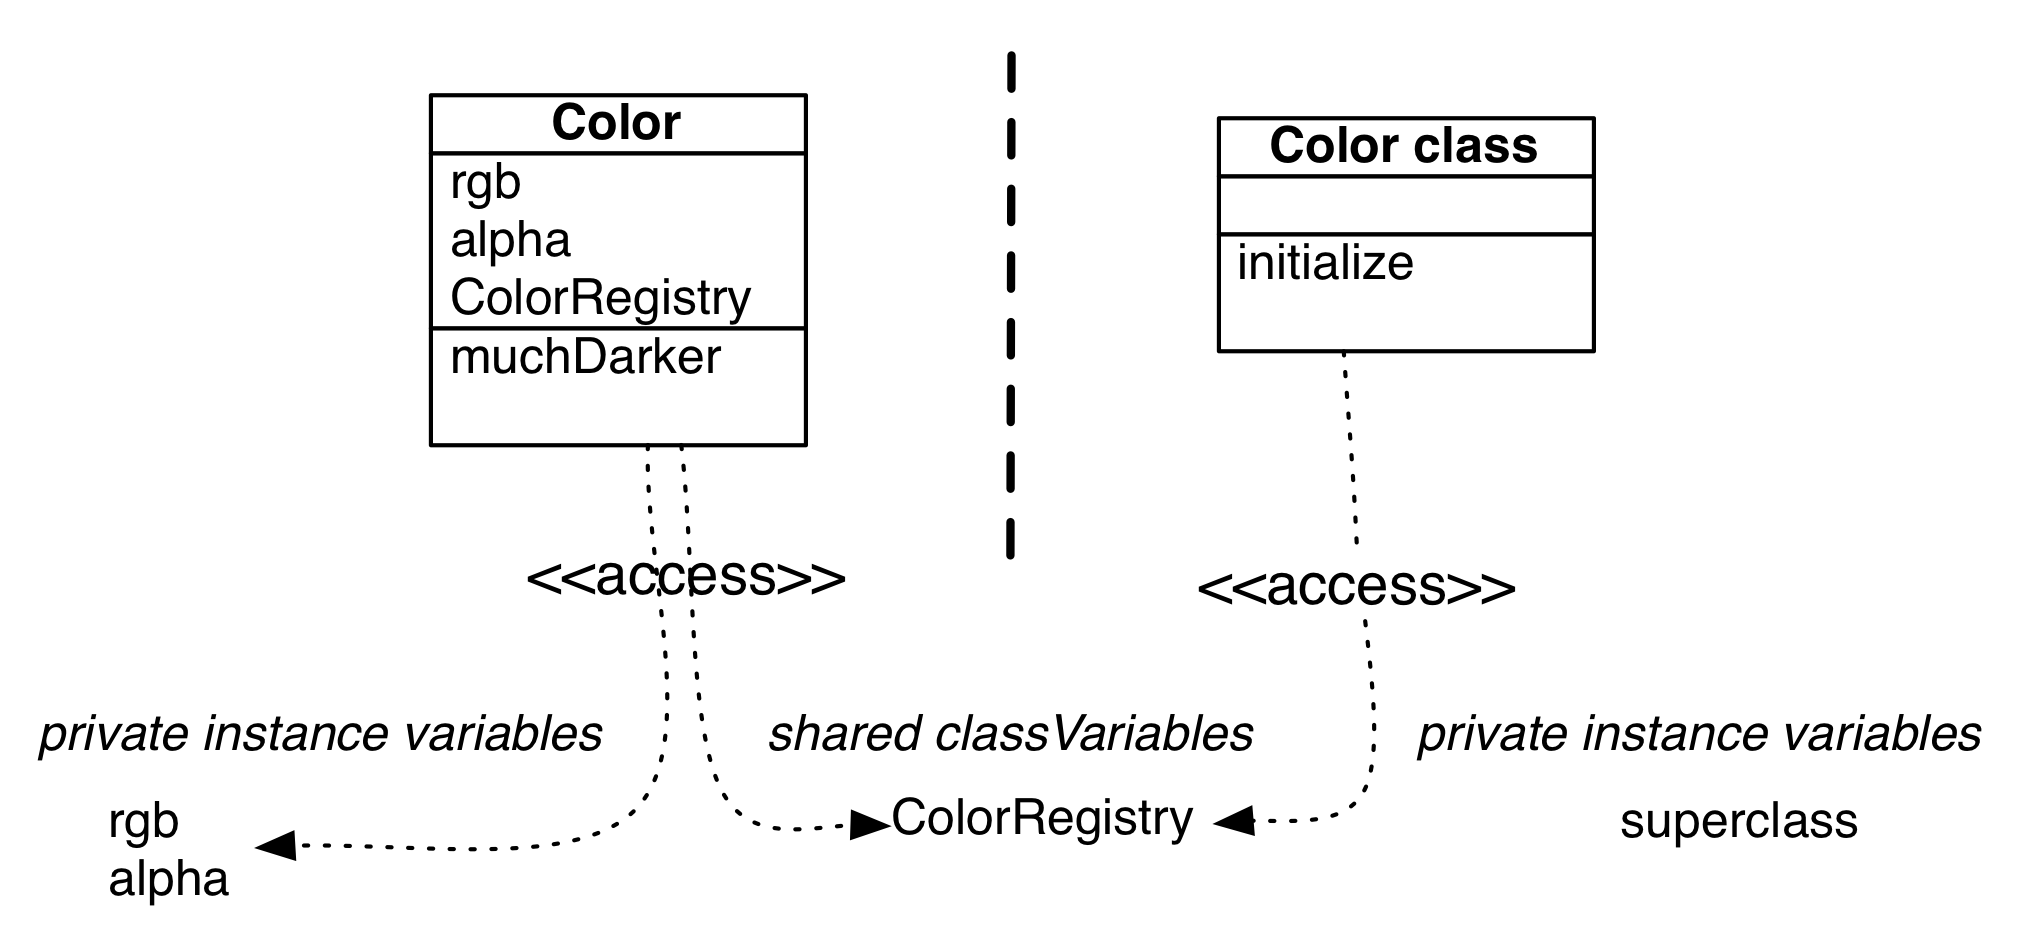 Color
rgb
alpha
ColorRegistry
muchDarker
Color class
initialize
<<access>>
<<access>>
private instance variables
shared classVariables
private instance variables
rgb
alpha
ColorRegistry
superclass